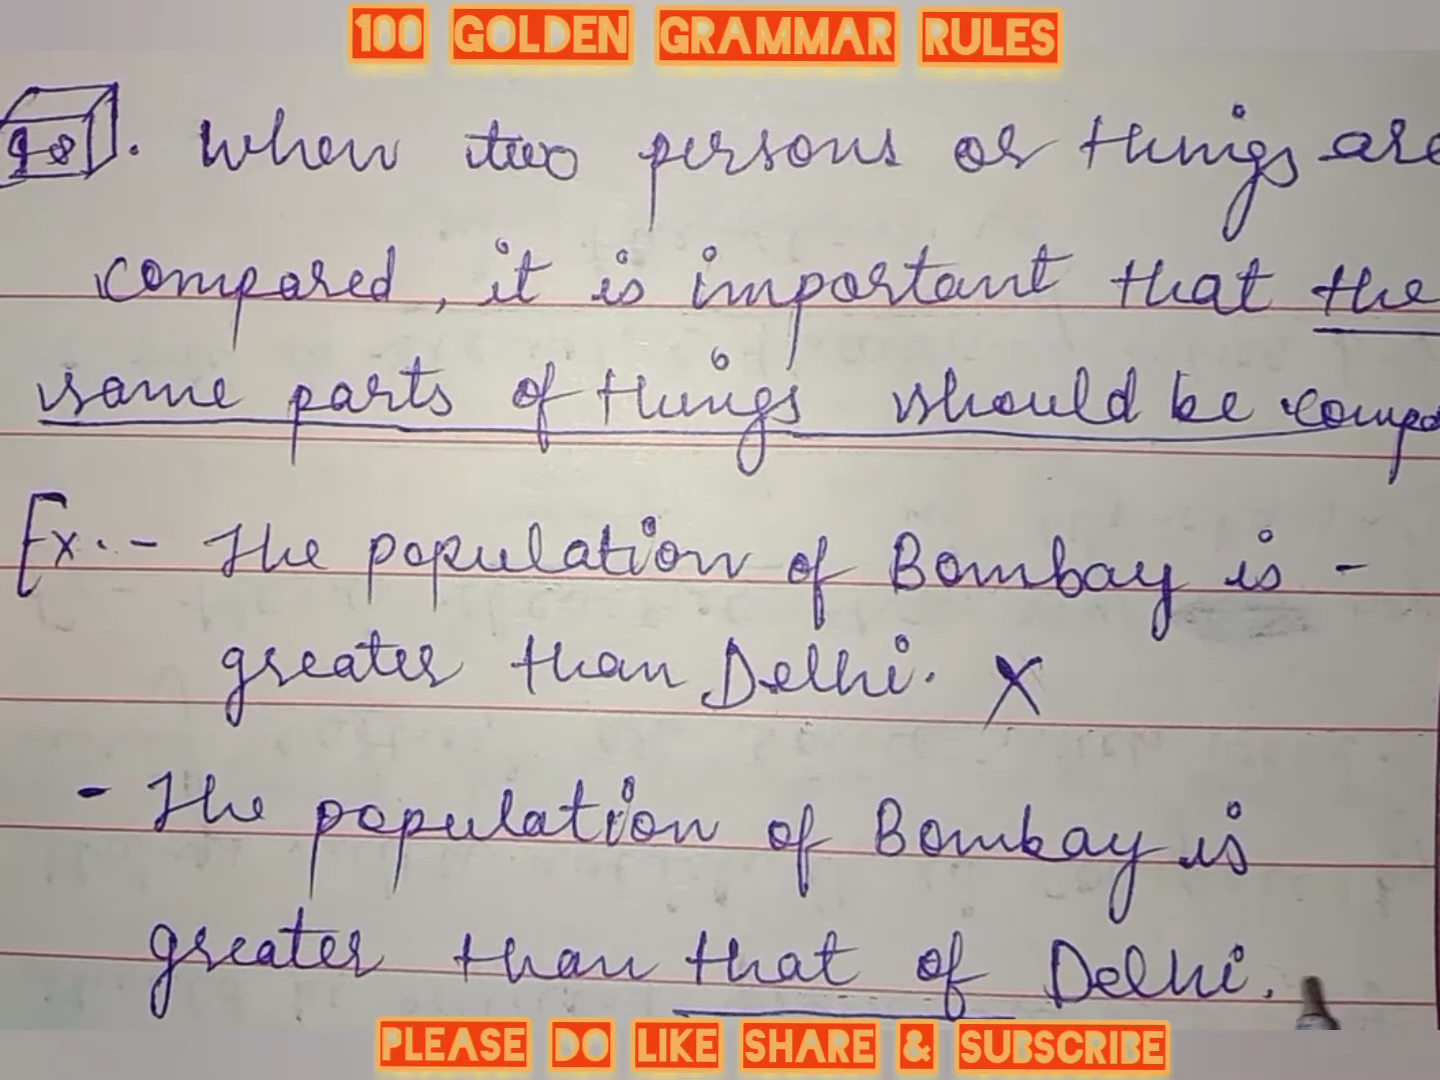 100 GOLDEN GRAMMAR RULES
98. When two persons or things are
compared, it is important that the
same parts of things should be comp
Ex. - The population of Bombay is -
greater than Delhi. X
- The population of Bombay is
greater than that of Delhi.
PLEASE DO LIKE SHARE & SUBSCRIBE